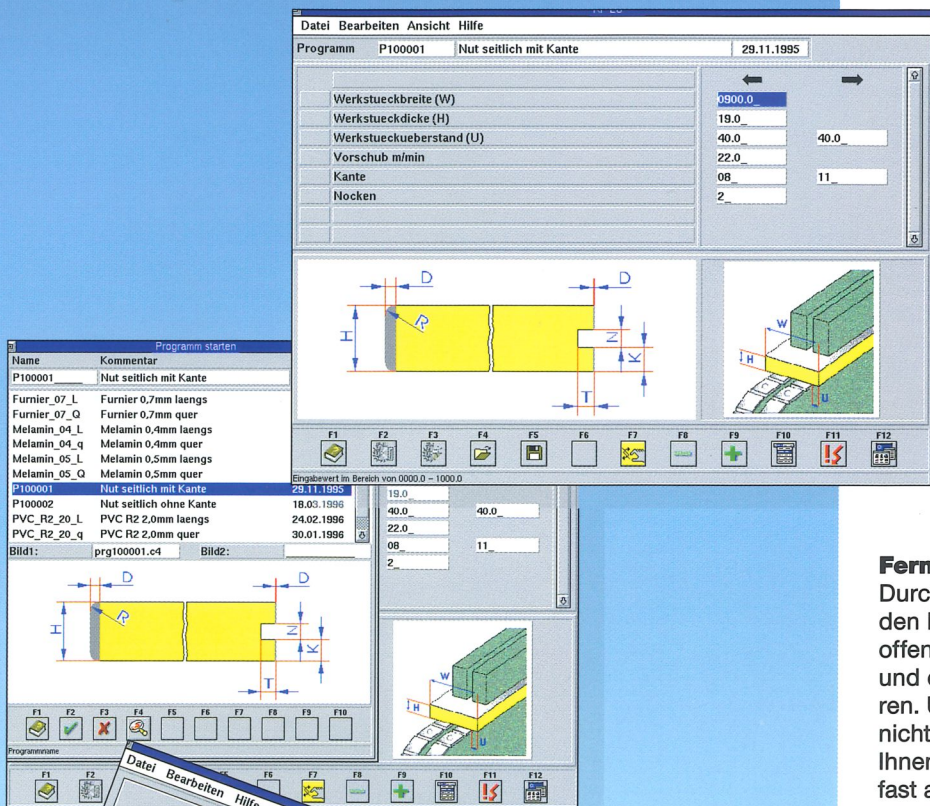 Datei Bearbeiten Ansicht Hilfe
Programm P100001 Nut seitlich mit Kante 29.11.1995
Werkstueckbreite (W) 0900.0_
Werkstueckdicke (H) 19.0_
Werkstueckueberstand (U) 40.0_ 40.0_
Vorschub m/min 22.0_
Kante 08_ 11_
Nocken 2_
D D
R
H N K
T
W
H
U
F1 F2 F3 F4 F5 F6 F7 F8 F9 F10 F11 F12
Eingabewert im Bereich von 0000.0 – 1000.0
Programm starten
Name Kommentar
P100001_____ Nut seitlich mit Kante
Furnier_07_L Furnier 0,7mm laengs
Furnier_07_Q Furnier 0,7mm quer
Melamin_04_L Melamin 0,4mm laengs
Melamin_04_q Melamin 0,4mm quer
Melamin_05_L Melamin 0,5mm laengs
Melamin_05_Q Melamin 0,5mm quer
P100001 Nut seitlich mit Kante 29.11.1995
P100002 Nut seitlich ohne Kante 18.03.1996
PVC_R2_20_L PVC R2 2,0mm laengs 24.02.1996
PVC_R2_20_q PVC R2 2,0mm quer 30.01.1996
Bild1: prg100001.c4 Bild2:
D D
R
H N K
T
F1 F2 F3 F4 F5 F6 F7 F8 F9 F10
Programmname
19.0_
40.0_ 40.0_
22.0_
08_ 11_
2_
W
H
U
F1 F2 F6 F7 F8 F9 F10 F11 F12
Datei Bearbeiten Hilfe
Fern
Durc
den
offen
und
ren. U
nicht
Ihner
fast a